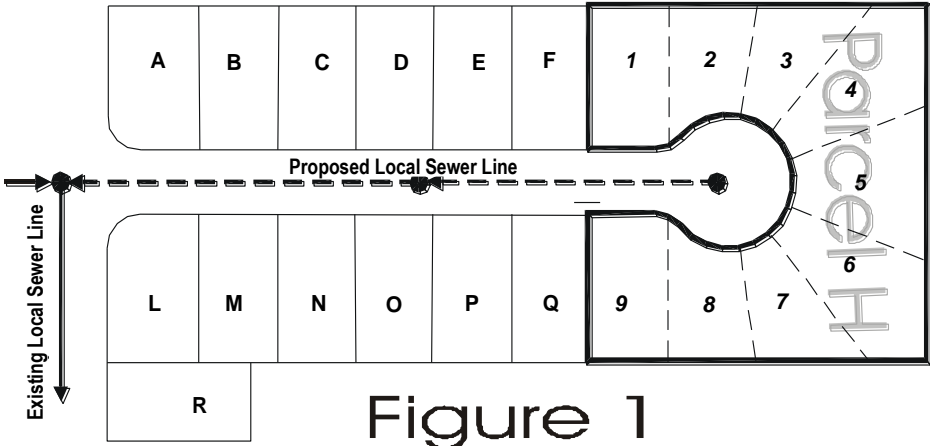 A B C D E F 1 2 3
4
Parcel H
Proposed Local Sewer Line
5
6
Existing Local Sewer Line
L M N O P Q 9 8 7
R
Figure 1